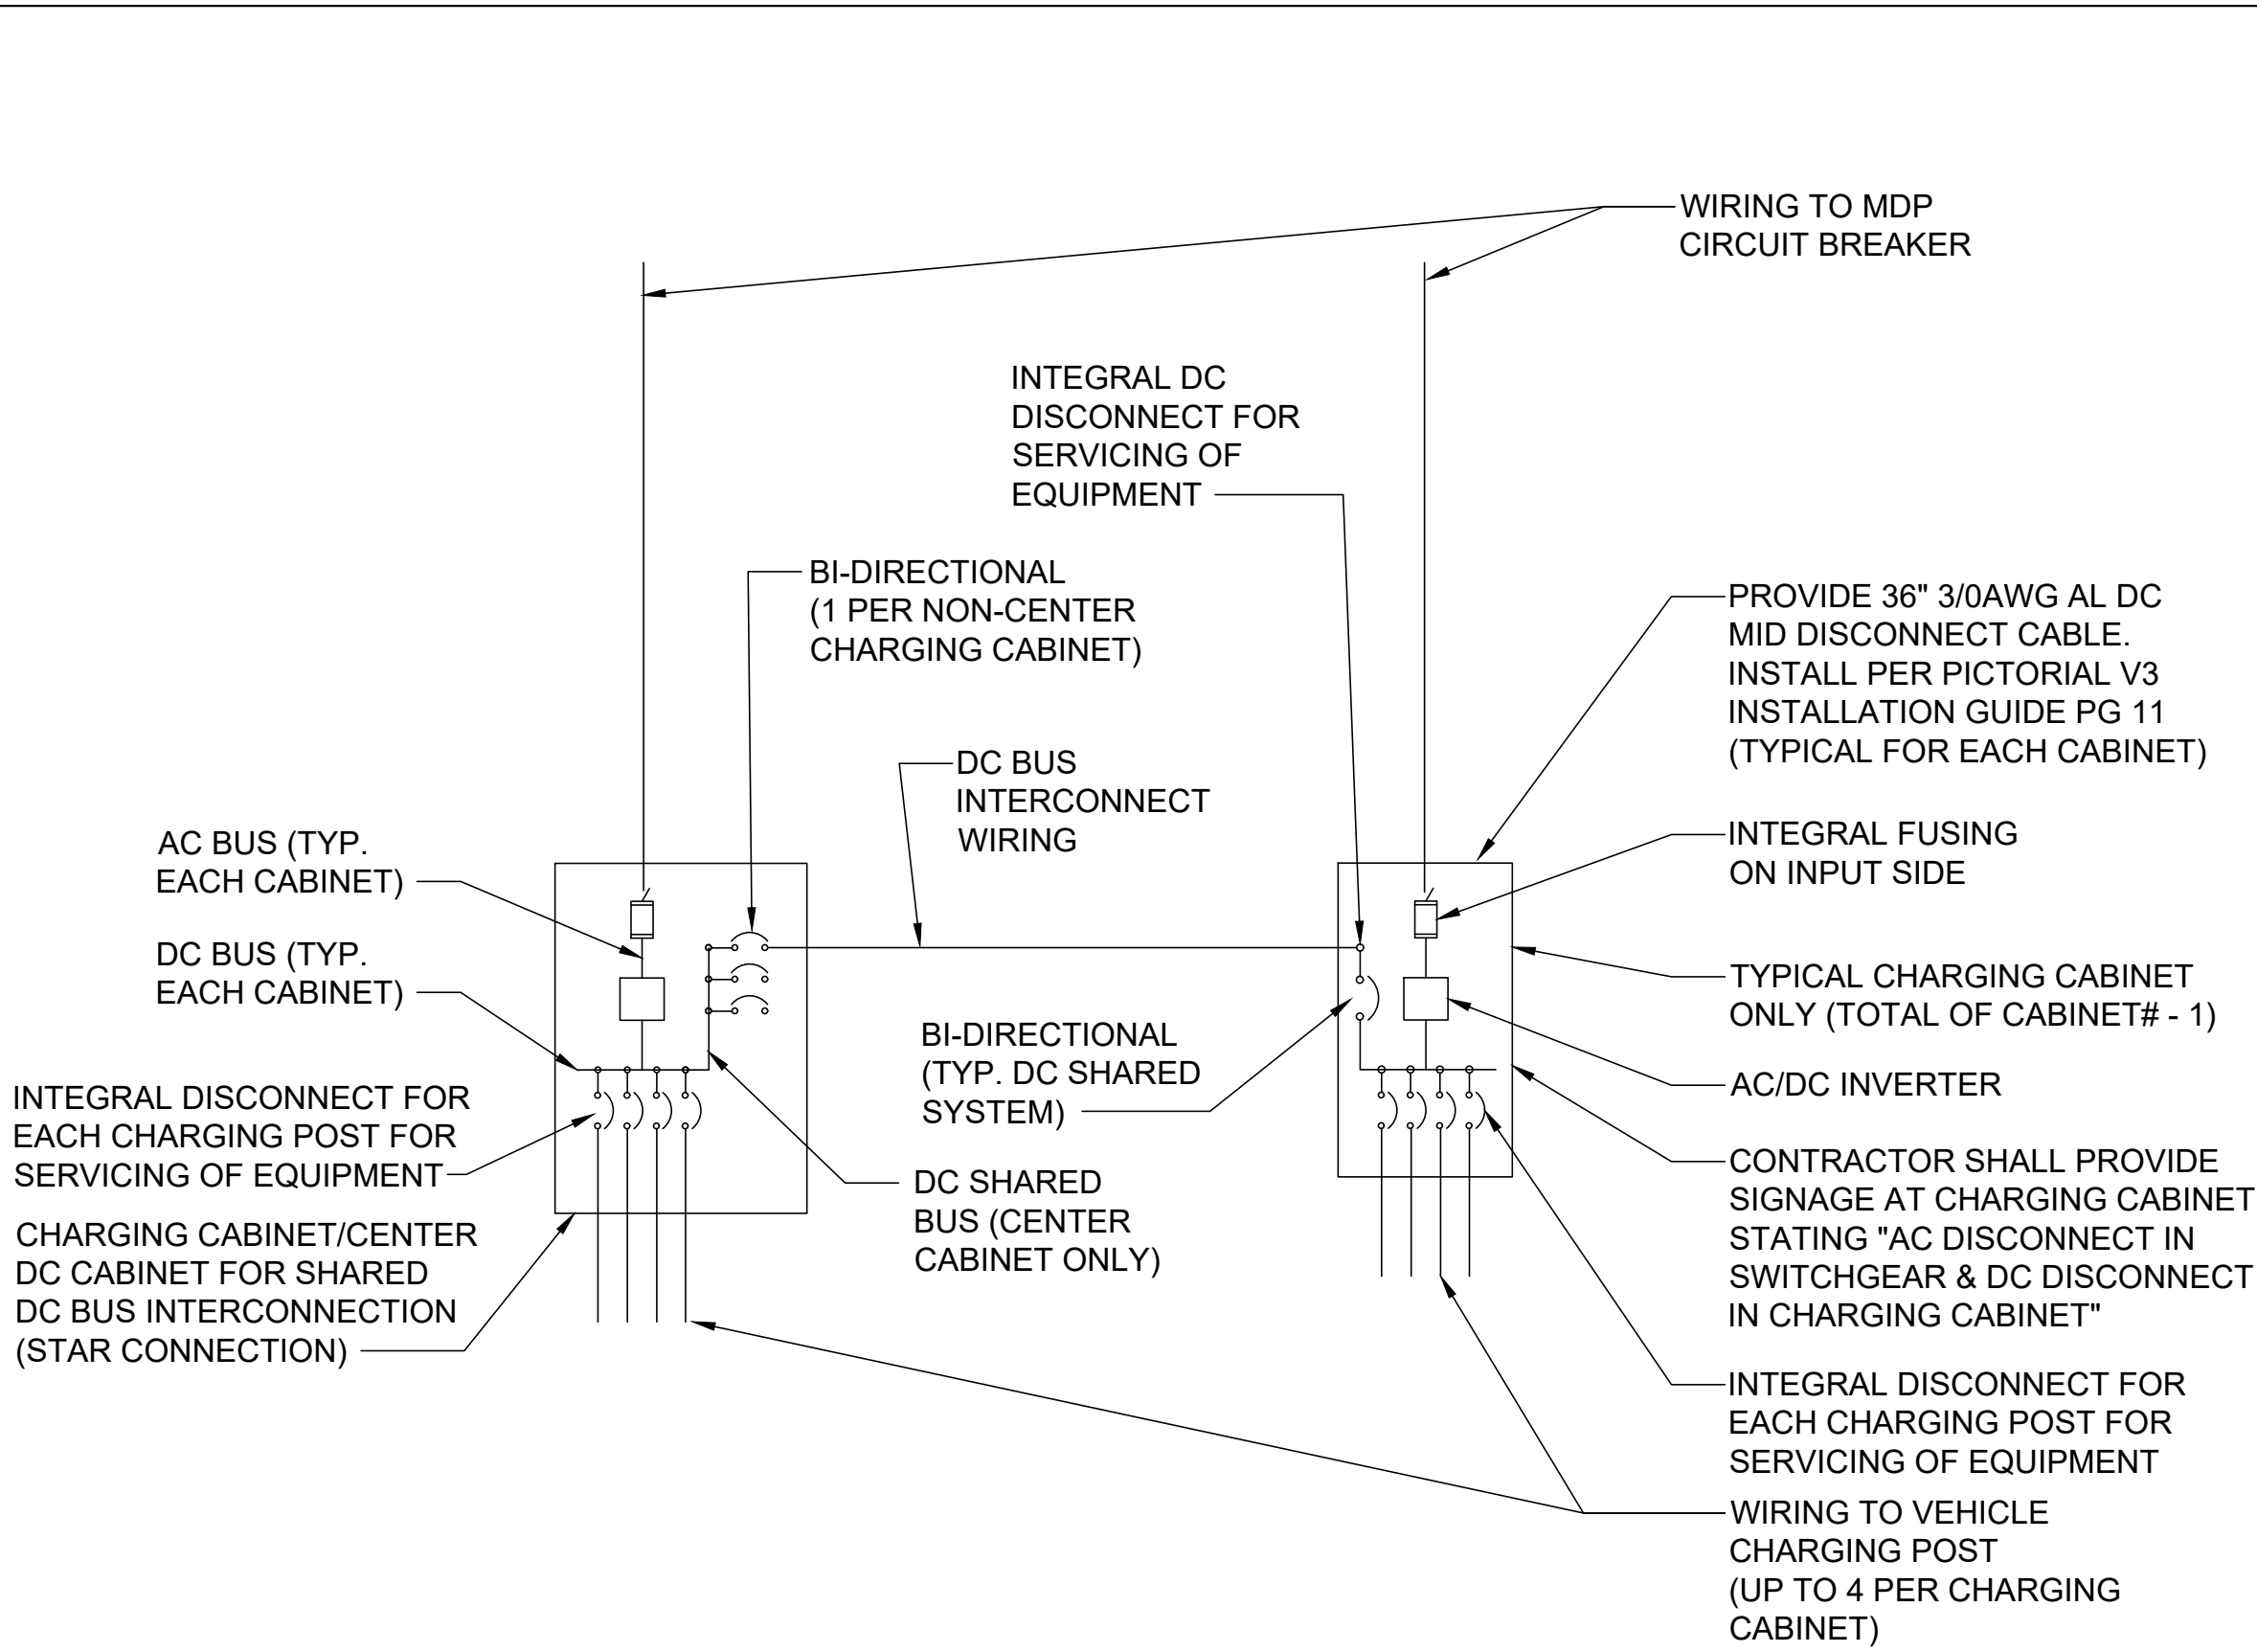 WIRING TO MDP
CIRCUIT BREAKER
INTEGRAL DC
DISCONNECT FOR
SERVICING OF
EQUIPMENT
BI-DIRECTIONAL
(1 PER NON-CENTER
CHARGING CABINET)
PROVIDE 36" 3/0AWG AL DC
MID DISCONNECT CABLE.
INSTALL PER PICTORIAL V3
INSTALLATION GUIDE PG 11
(TYPICAL FOR EACH CABINET)
DC BUS
INTERCONNECT
WIRING
AC BUS (TYP.
EACH CABINET)
INTEGRAL FUSING
ON INPUT SIDE
DC BUS (TYP.
EACH CABINET)
TYPICAL CHARGING CABINET
ONLY (TOTAL OF CABINET# - 1)
BI-DIRECTIONAL
(TYP. DC SHARED
SYSTEM)
AC/DC INVERTER
INTEGRAL DISCONNECT FOR
EACH CHARGING POST FOR
SERVICING OF EQUIPMENT
DC SHARED
BUS (CENTER
CABINET ONLY)
CONTRACTOR SHALL PROVIDE
SIGNAGE AT CHARGING CABINET
STATING "AC DISCONNECT IN
SWITCHGEAR & DC DISCONNECT
IN CHARGING CABINET"
CHARGING CABINET/CENTER
DC CABINET FOR SHARED
DC BUS INTERCONNECTION
(STAR CONNECTION)
INTEGRAL DISCONNECT FOR
EACH CHARGING POST FOR
SERVICING OF EQUIPMENT
WIRING TO VEHICLE
CHARGING POST
(UP TO 4 PER CHARGING
CABINET)